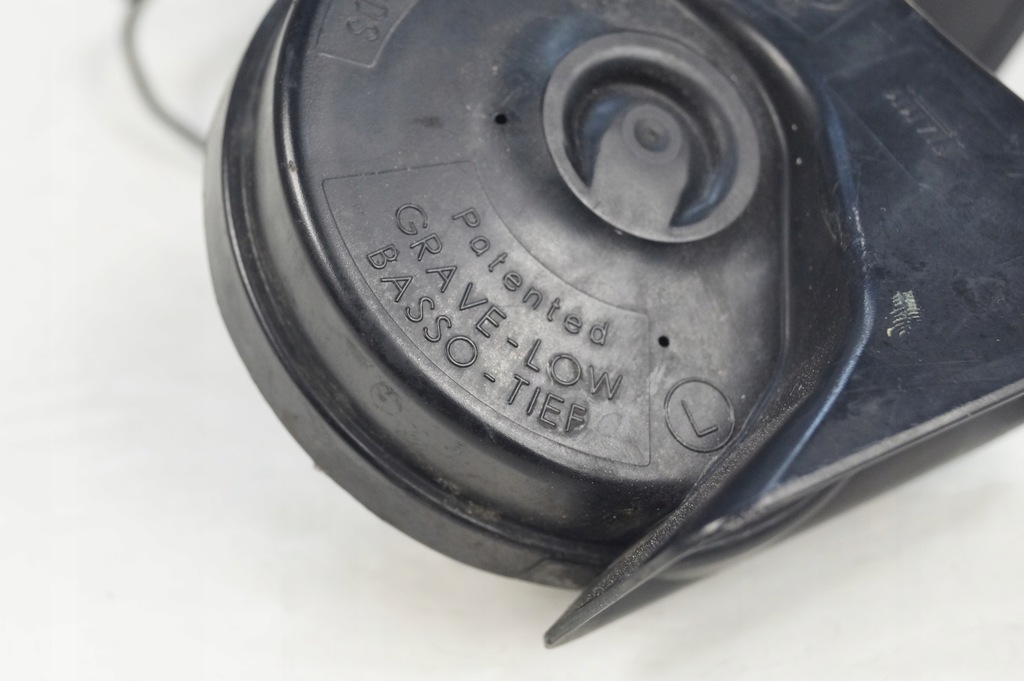 Patented
GRAVE - LOW
BASSO - TIEF
L